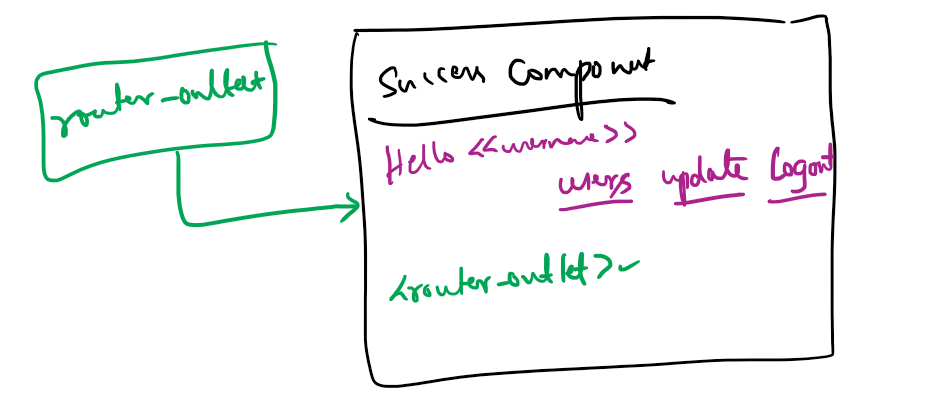 router-outlet
Success Component
Hello <<username>>
users update Logout
<router-outlet>